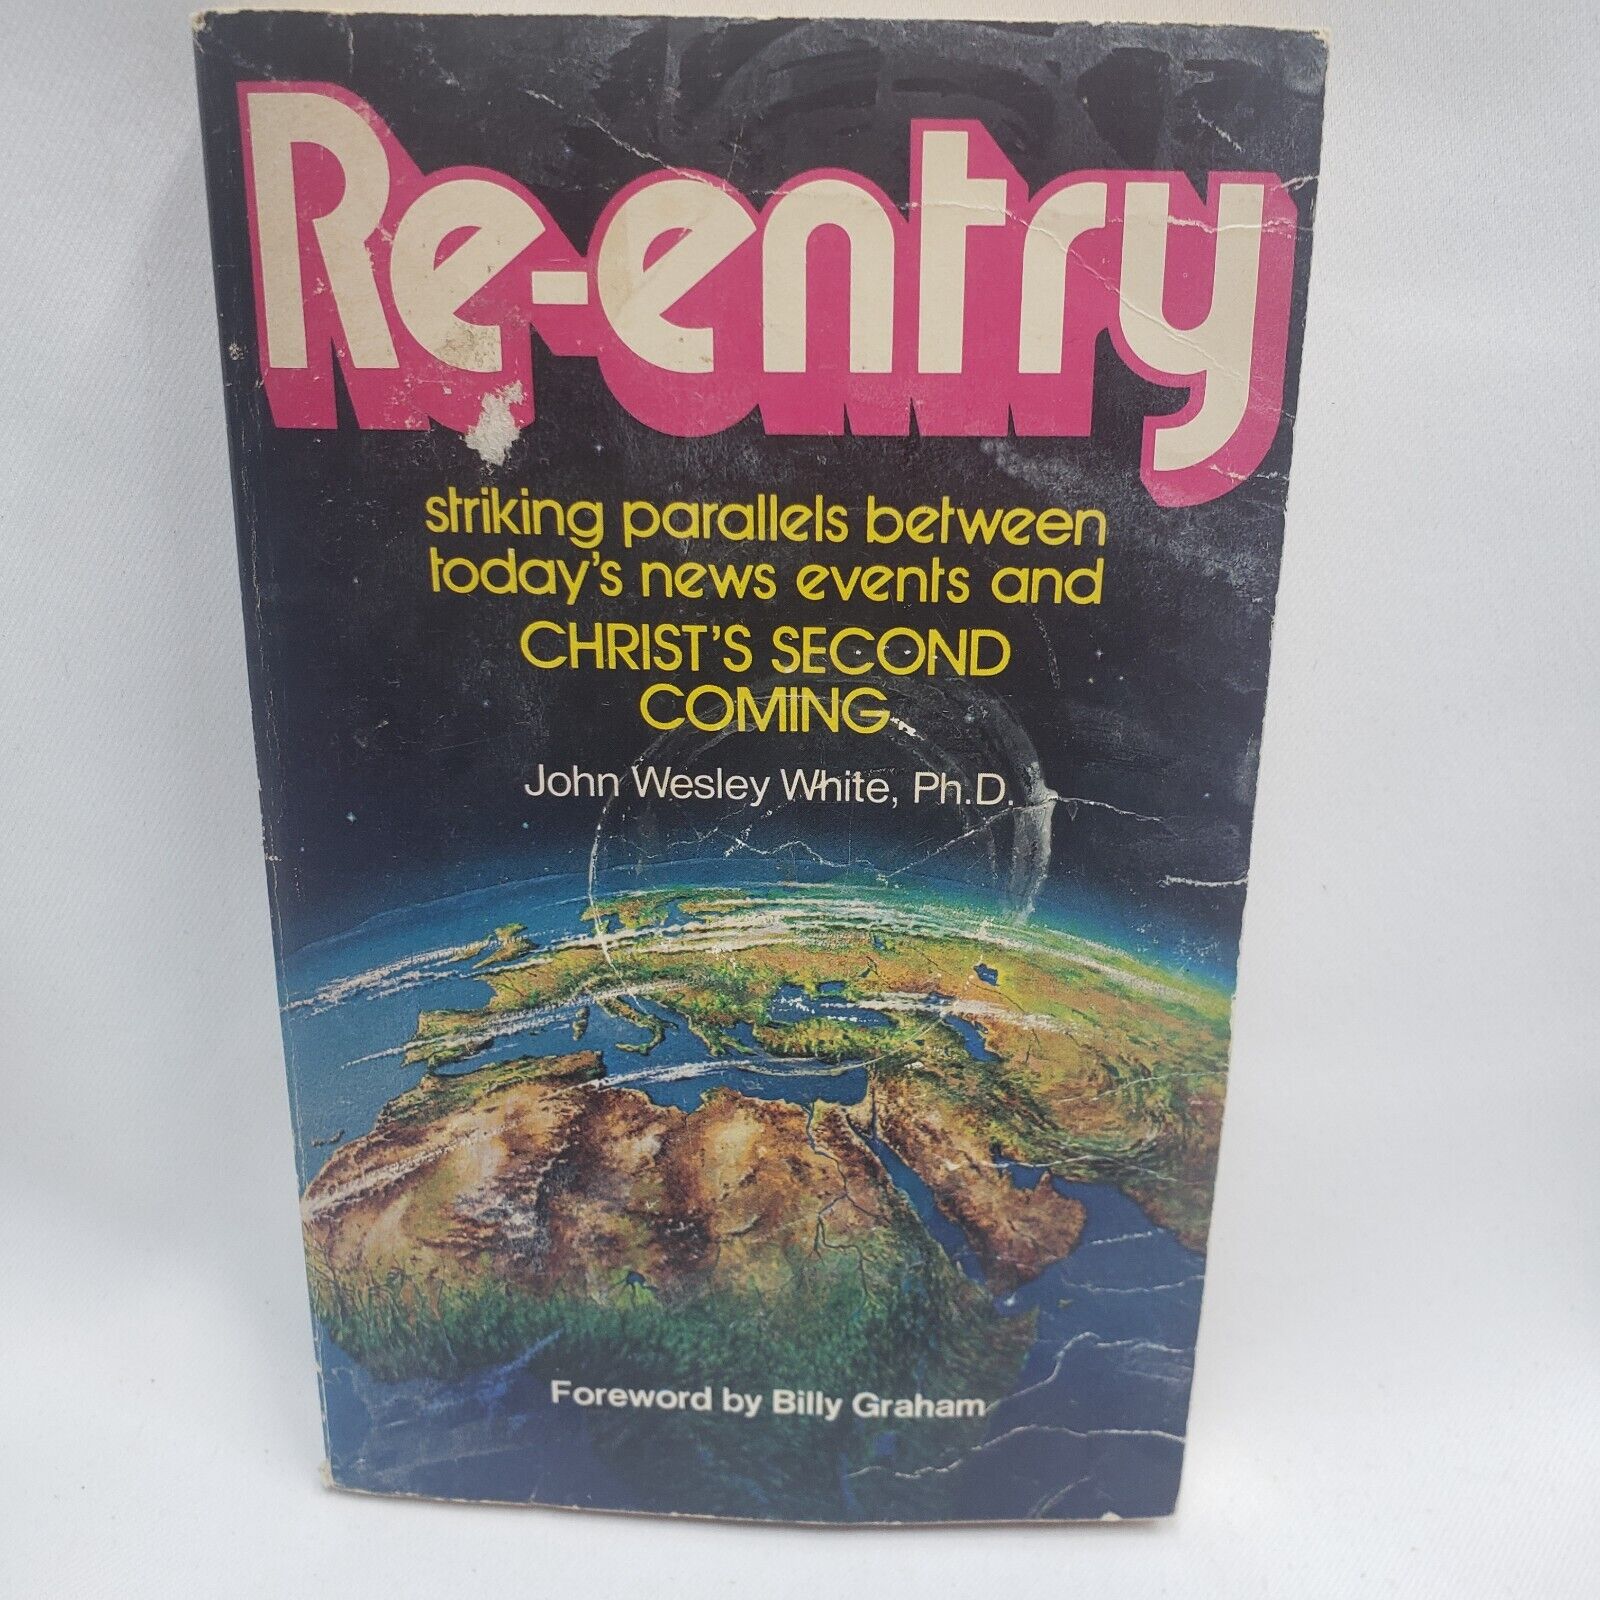 Re-entry
striking parallels between
today's news events and
CHRIST'S SECOND
COMING
John Wesley White, Ph.D.
Foreword by Billy Graham